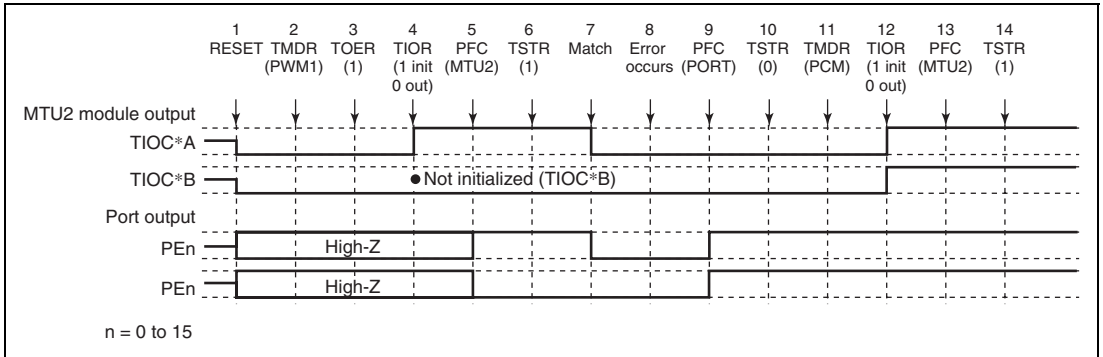 1 2 3 4 5 6 7 8 9 10 11 12 13 14
RESET TMDR TOER TIOR PFC TSTR Match Error PFC TSTR TMDR TIOR PFC TSTR
(PWM1) (1) (1 init (MTU2) (1) occurs (PORT) (0) (PCM) (1 init (MTU2) (1)
0 out) 0 out)
MTU2 module output
TIOC*A
TIOC*B
Not initialized (TIOC*B)
Port output
PEn
High-Z
PEn
High-Z
n = 0 to 15